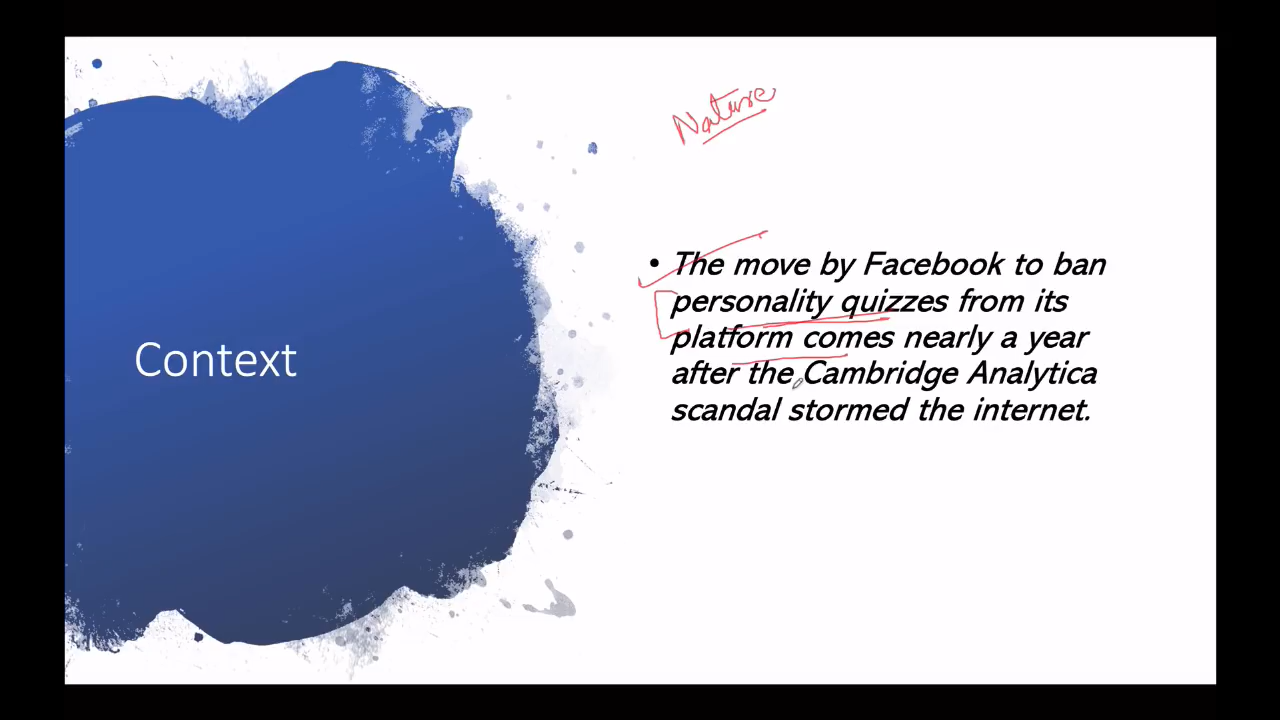 Nature
Context
• The move by Facebook to ban
personality quizzes from its
platform comes nearly a year
after the Cambridge Analytica
scandal stormed the internet.